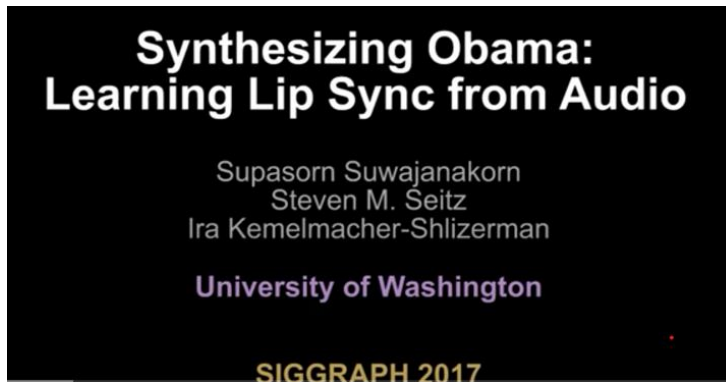 Synthesizing Obama:
Learning Lip Sync from Audio
Supasorn Suwajanakorn
Steven M. Seitz
Ira Kemelmacher-Shlizerman
University of Washington
SIGGRAPH 2017